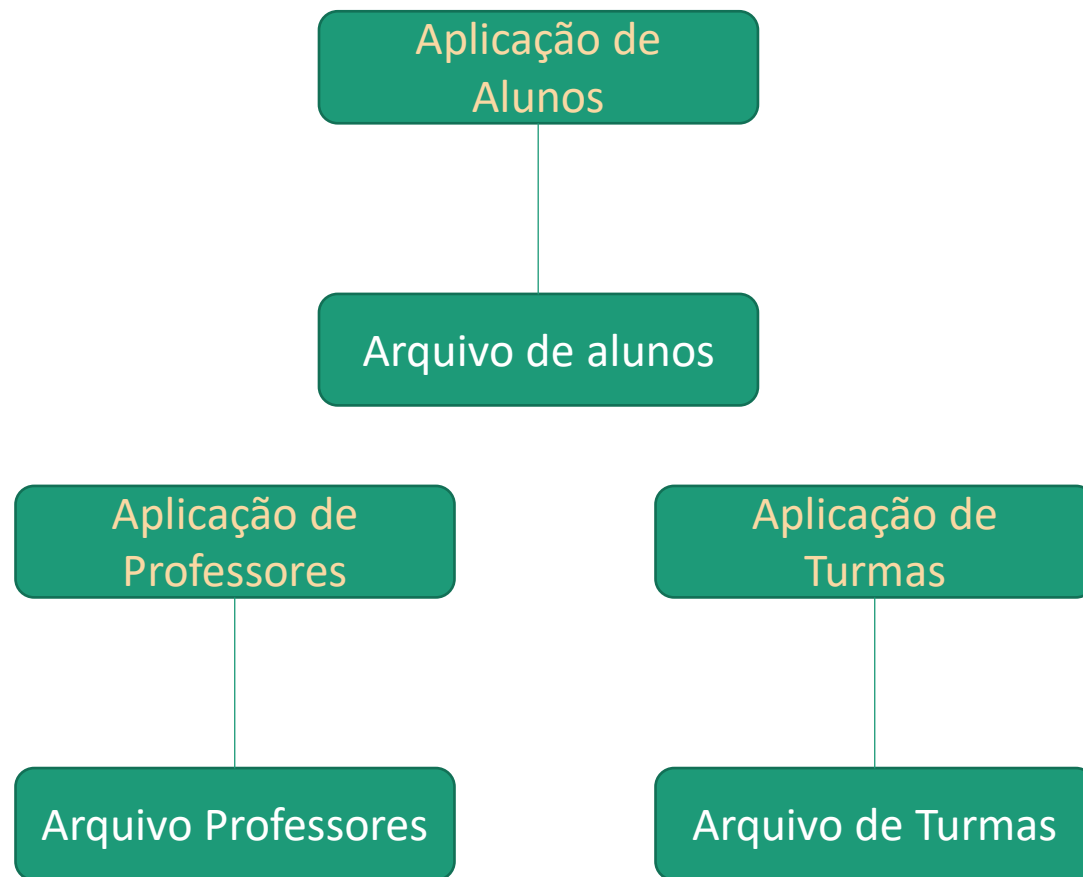 Aplicação de
Alunos
Arquivo de alunos
Aplicação de
Professores
Aplicação de
Turmas
Arquivo Professores
Arquivo de Turmas